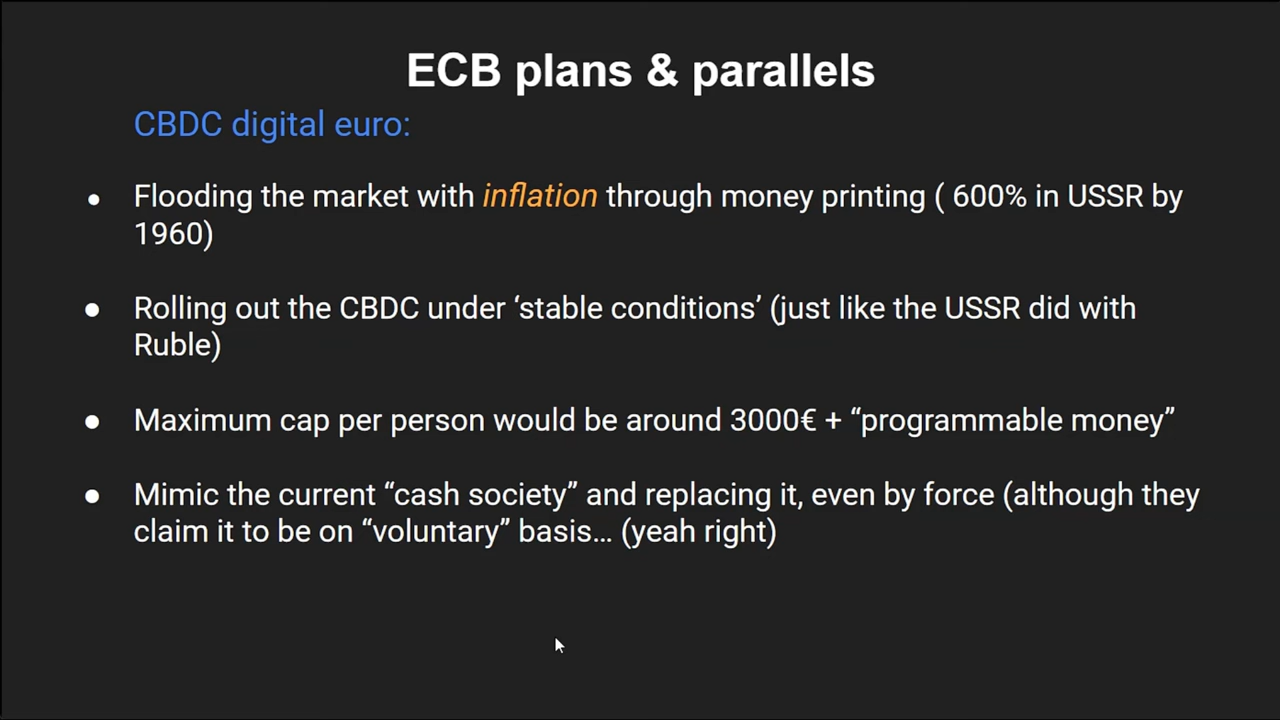 ECB plans & parallels
CBDC digital euro:
● Flooding the market with inflation through money printing ( 600% in USSR by
1960)
● Rolling out the CBDC under ‘stable conditions’ (just like the USSR did with
Ruble)
● Maximum cap per person would be around 3000€ + “programmable money”
● Mimic the current “cash society” and replacing it, even by force (although they
claim it to be on “voluntary” basis… (yeah right)